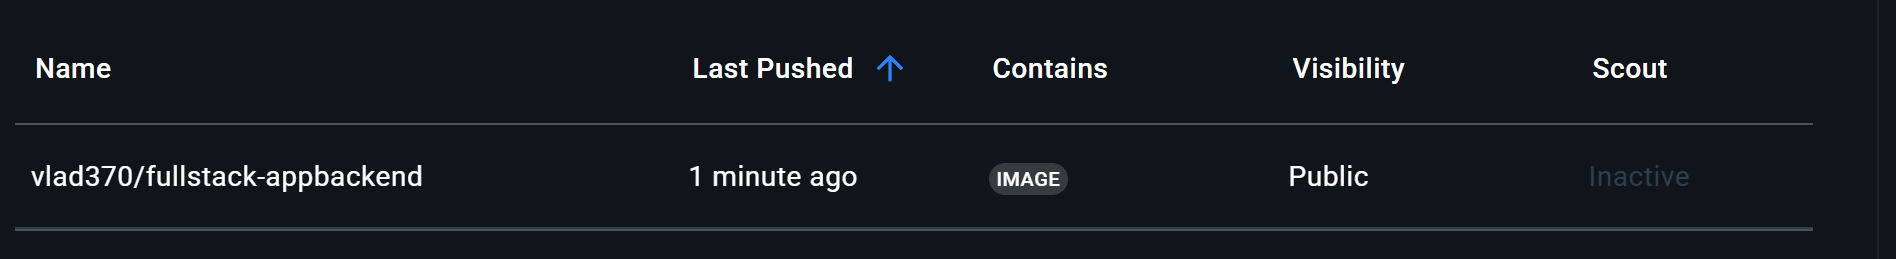 Name Last Pushed Contains Visibility Scout
vlad370/fullstack-appbackend 1 minute ago IMAGE Public Inactive